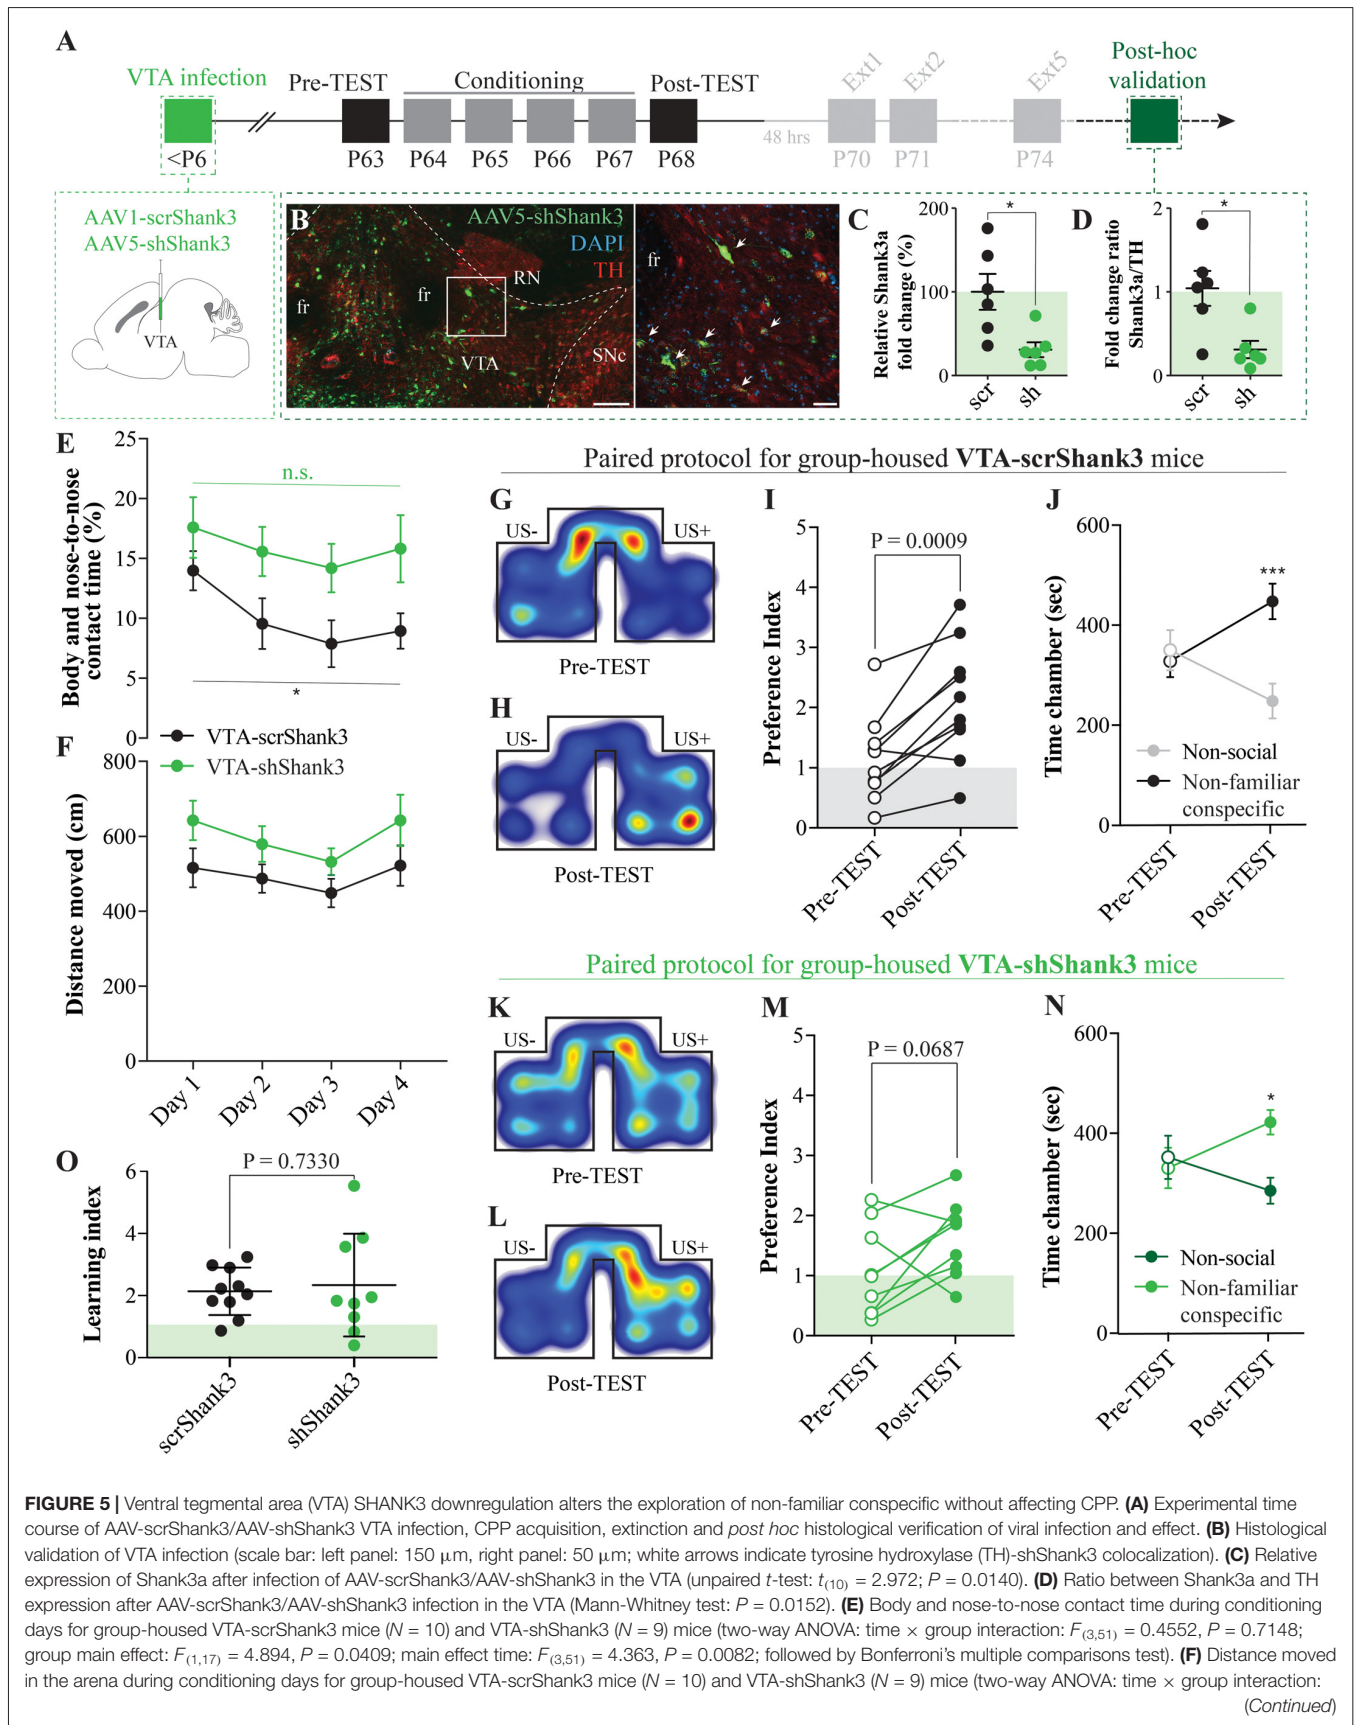 A
VTA infection
Pre-TEST
Conditioning
Post-TEST
Ext1
Ext2
Ext5
Post-hoc
validation
48 hrs
<P6
P63
P64
P65
P66
P67
P68
P70
P71
P74
AAV1-scrShank3
AAV5-shShank3
VTA
B
AAV5-shShank3
DAPI
TH
fr
fr
RN
VTA
SNc
fr
C
Relative Shank3a
fold change (%)
200
100
0
*
scr
sh
D
Fold change ratio
Shank3a/TH
2
1
0
*
scr
sh
E
Body and nose-to-nose
contact time (%)
25
20
15
10
5
0
n.s.
*
VTA-scrShank3
VTA-shShank3
F
Distance moved (cm)
800
600
400
200
0
Day 1
Day 2
Day 3
Day 4
Paired protocol for group-housed VTA-scrShank3 mice
G
US-
US+
Pre-TEST
H
US-
US+
Post-TEST
I
Preference Index
5
4
3
2
1
0
P = 0.0009
Pre-TEST
Post-TEST
J
Time chamber (sec)
600
400
200
0
***
Non-social
Non-familiar
conspecific
Pre-TEST
Post-TEST
Paired protocol for group-housed VTA-shShank3 mice
K
US-
US+
Pre-TEST
L
US-
US+
Post-TEST
M
Preference Index
5
4
3
2
1
0
P = 0.0687
Pre-TEST
Post-TEST
N
Time chamber (sec)
600
400
200
0
*
Non-social
Non-familiar
conspecific
Pre-TEST
Post-TEST
O
Learning index
6
4
2
0
P = 0.7330
scrShank3
shShank3
FIGURE 5 | Ventral tegmental area (VTA) SHANK3 downregulation alters the exploration of non-familiar conspecific without affecting CPP. (A) Experimental time
course of AAV-scrShank3/AAV-shShank3 VTA infection, CPP acquisition, extinction and post hoc histological verification of viral infection and effect. (B) Histological
validation of VTA infection (scale bar: left panel: 150 μm, right panel: 50 μm; white arrows indicate tyrosine hydroxylase (TH)-shShank3 colocalization). (C) Relative
expression of Shank3a after infection of AAV-scrShank3/AAV-shShank3 in the VTA (unpaired t-test: t(10) = 2.972; P = 0.0140). (D) Ratio between Shank3a and TH
expression after AAV-scrShank3/AAV-shShank3 infection in the VTA (Mann-Whitney test: P = 0.0152). (E) Body and nose-to-nose contact time during conditioning
days for group-housed VTA-scrShank3 mice (N = 10) and VTA-shShank3 (N = 9) mice (two-way ANOVA: time × group interaction: F(3,51) = 0.4552, P = 0.7148;
group main effect: F(1,17) = 4.894, P = 0.0409; main effect time: F(3,51) = 4.363, P = 0.0082; followed by Bonferroni's multiple comparisons test). (F) Distance moved
in the arena during conditioning days for group-housed VTA-scrShank3 mice (N = 10) and VTA-shShank3 (N = 9) mice (two-way ANOVA: time × group interaction:
(Continued)